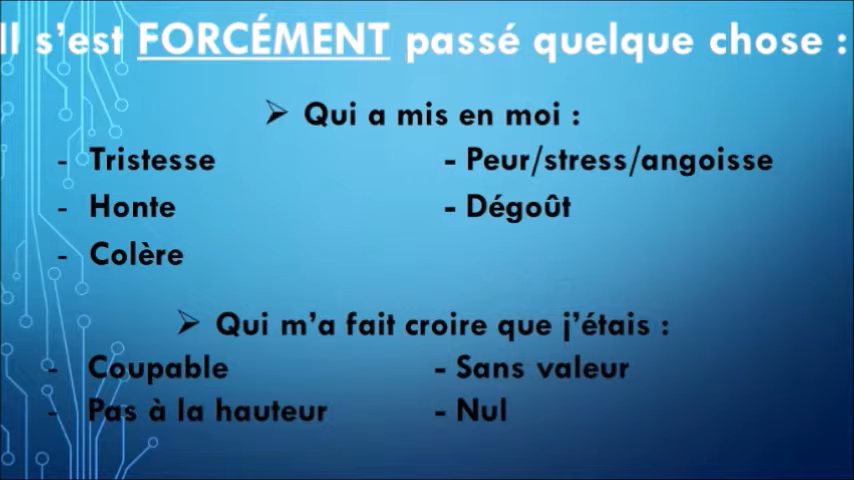 Il s'est FORCÉMENT passé quelque chose :
➢ Qui a mis en moi :
- Tristesse - Peur/stress/angoisse
- Honte - Dégoût
- Colère
➢ Qui m'a fait croire que j'étais :
- Coupable - Sans valeur
- Pas à la hauteur - Nul